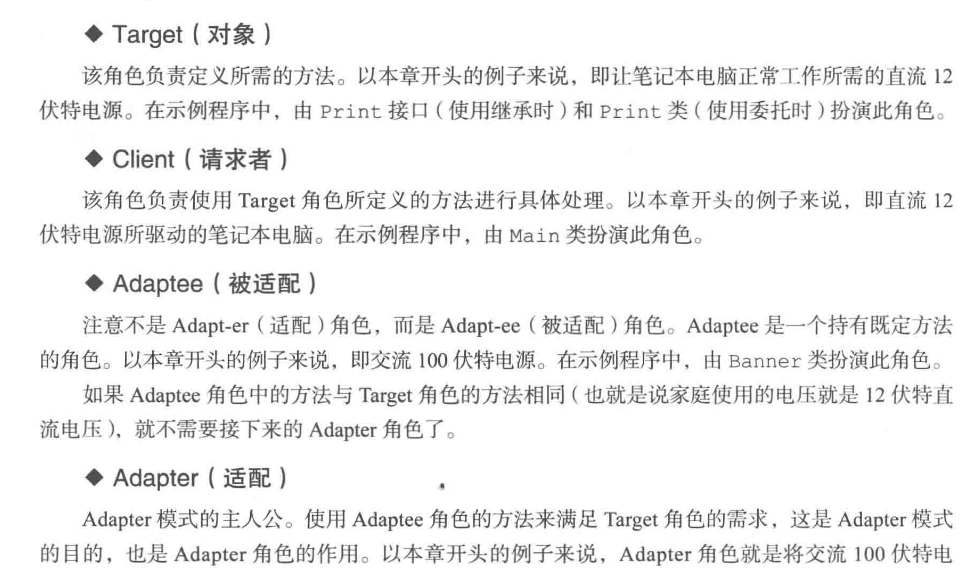 ◆ Target（对象）
该角色负责定义所需的方法。以本章开头的例子来说，即让笔记本电脑正常工作所需的直流 12
伏特电源。在示例程序中，由 Print 接口（使用继承时）和 Print 类（使用委托时）扮演此角色。
◆ Client（请求者）
该角色负责使用 Target 角色所定义的方法进行具体处理。以本章开头的例子来说，即直流 12
伏特电源所驱动的笔记本电脑。在示例程序中，由 Main 类扮演此角色。
◆ Adaptee（被适配）
注意不是 Adapt-er（适配）角色，而是 Adapt-ee（被适配）角色。Adaptee 是一个持有既定方法
的角色。以本章开头的例子来说，即交流 100 伏特电源。在示例程序中，由 Banner 类扮演此角色。
如果 Adaptee 角色中的方法与 Target 角色的方法相同（也就是说家庭使用的电压就是 12 伏特直
流电压），就不需要接下来的 Adapter 角色了。
◆ Adapter（适配）
Adapter 模式的主人公。使用 Adaptee 角色的方法来满足 Target 角色的需求，这是 Adapter 模式
的目的，也是 Adapter 角色的作用。以本章开头的例子来说，Adapter 角色就是将交流 100 伏特电